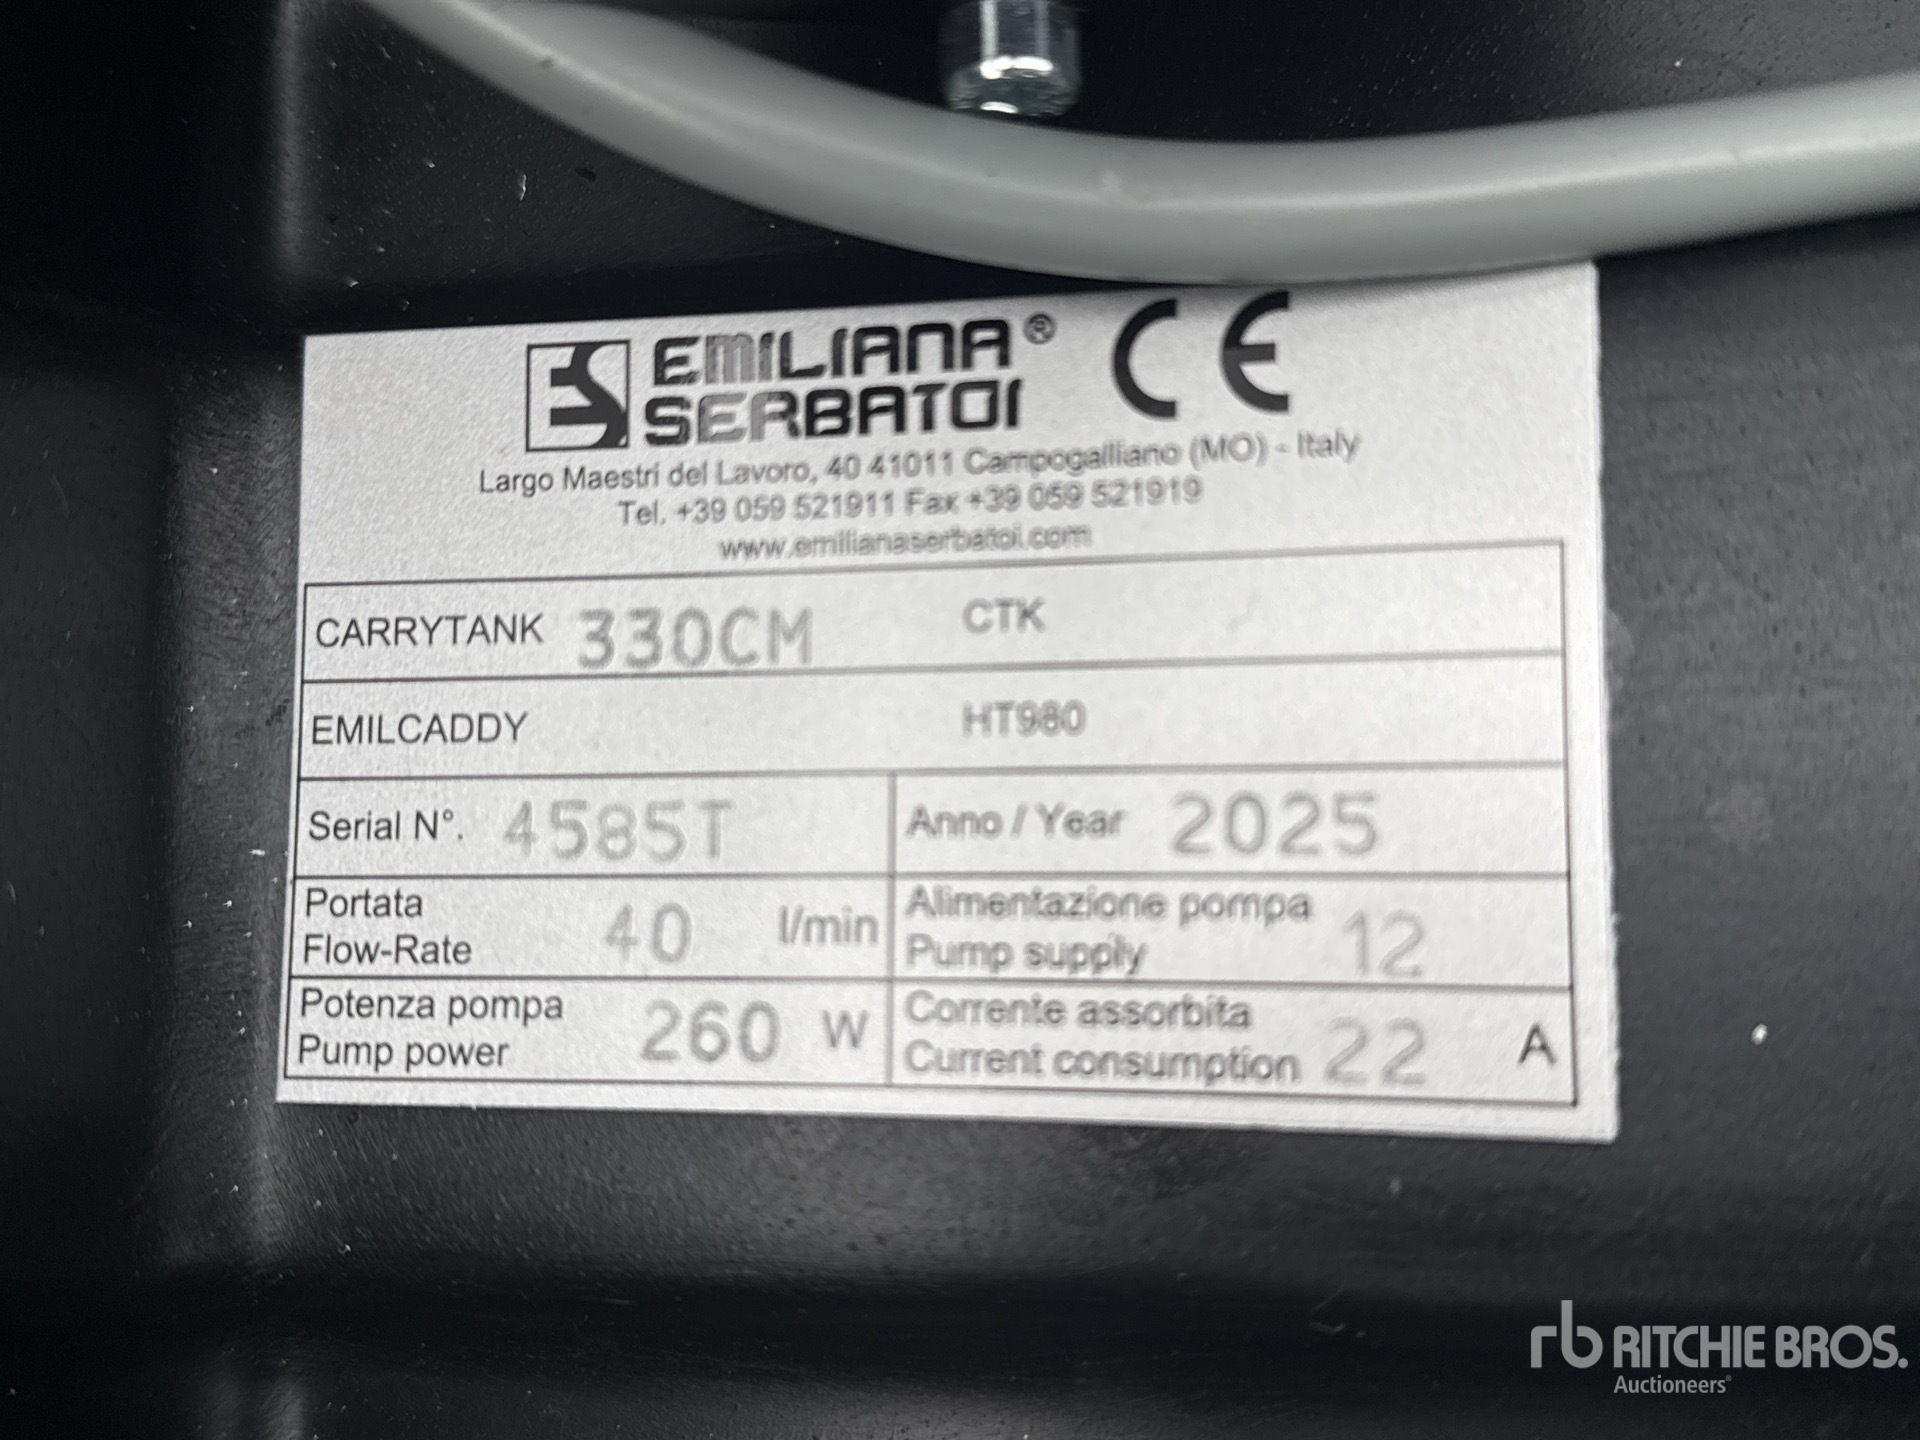 EMILIANA® CE
SERBATOI
Largo Maestri del Lavoro, 40 41011 Campogalliano (MO) - Italy
Tel. +39 059 521911 Fax +39 059 521919
www.emilianaserbatoi.com
CARRYTANK 330CM CTK
EMILCADDY HT980
Serial N°. 4585T Anno / Year 2025
Portata
Flow-Rate 40 l/min
Alimentazione pompa
Pump supply 12
Potenza pompa
Pump power 260 W
Corrente assorbita
Current consumption 22 A
rb RITCHIE BROS.
Auctioneers®